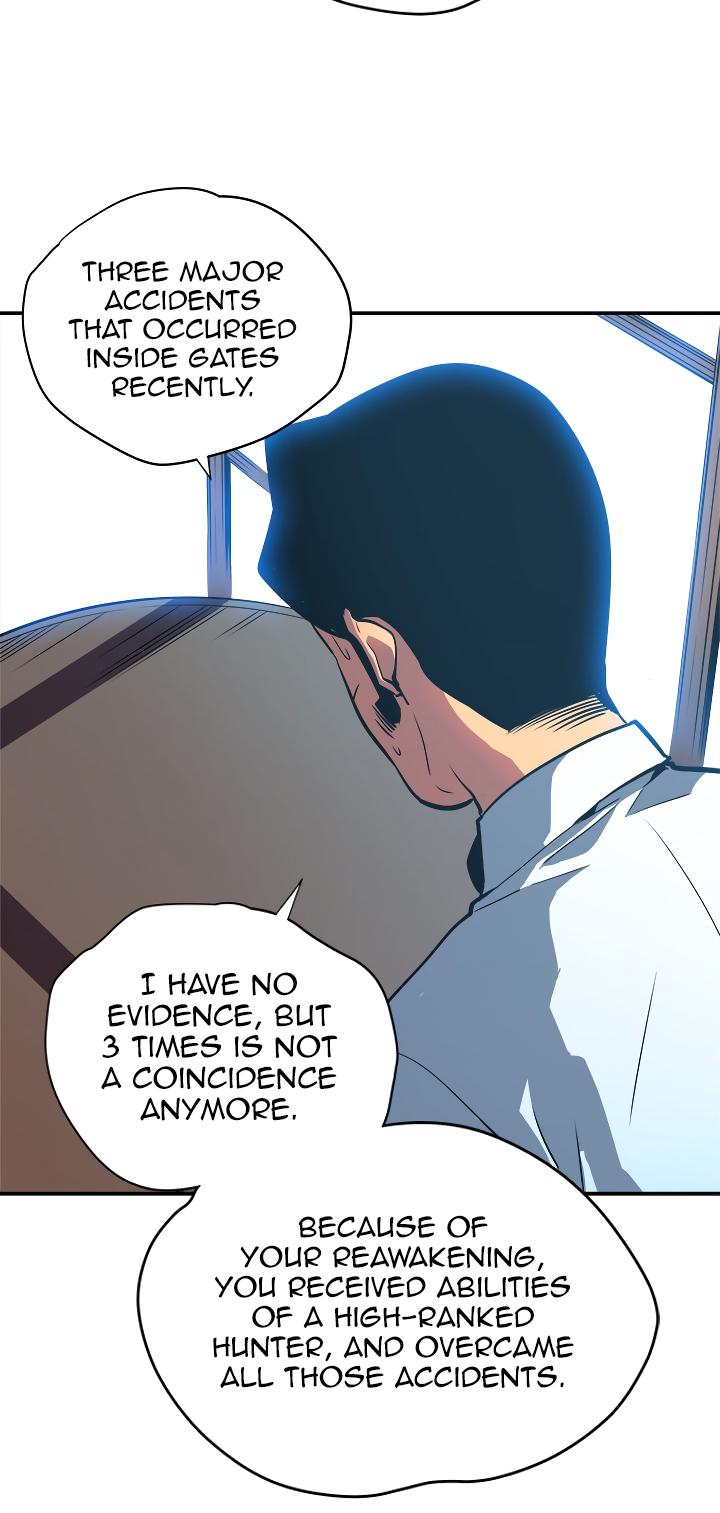 THREE MAJOR
ACCIDENTS
THAT OCCURRED
INSIDE GATES
RECENTLY.
I HAVE NO
EVIDENCE, BUT
3 TIMES IS NOT
A COINCIDENCE
ANYMORE.
BECAUSE OF
YOUR REAWAKENING,
YOU RECEIVED ABILITIES
OF A HIGH-RANKED
HUNTER, AND OVERCAME
ALL THOSE ACCIDENTS.